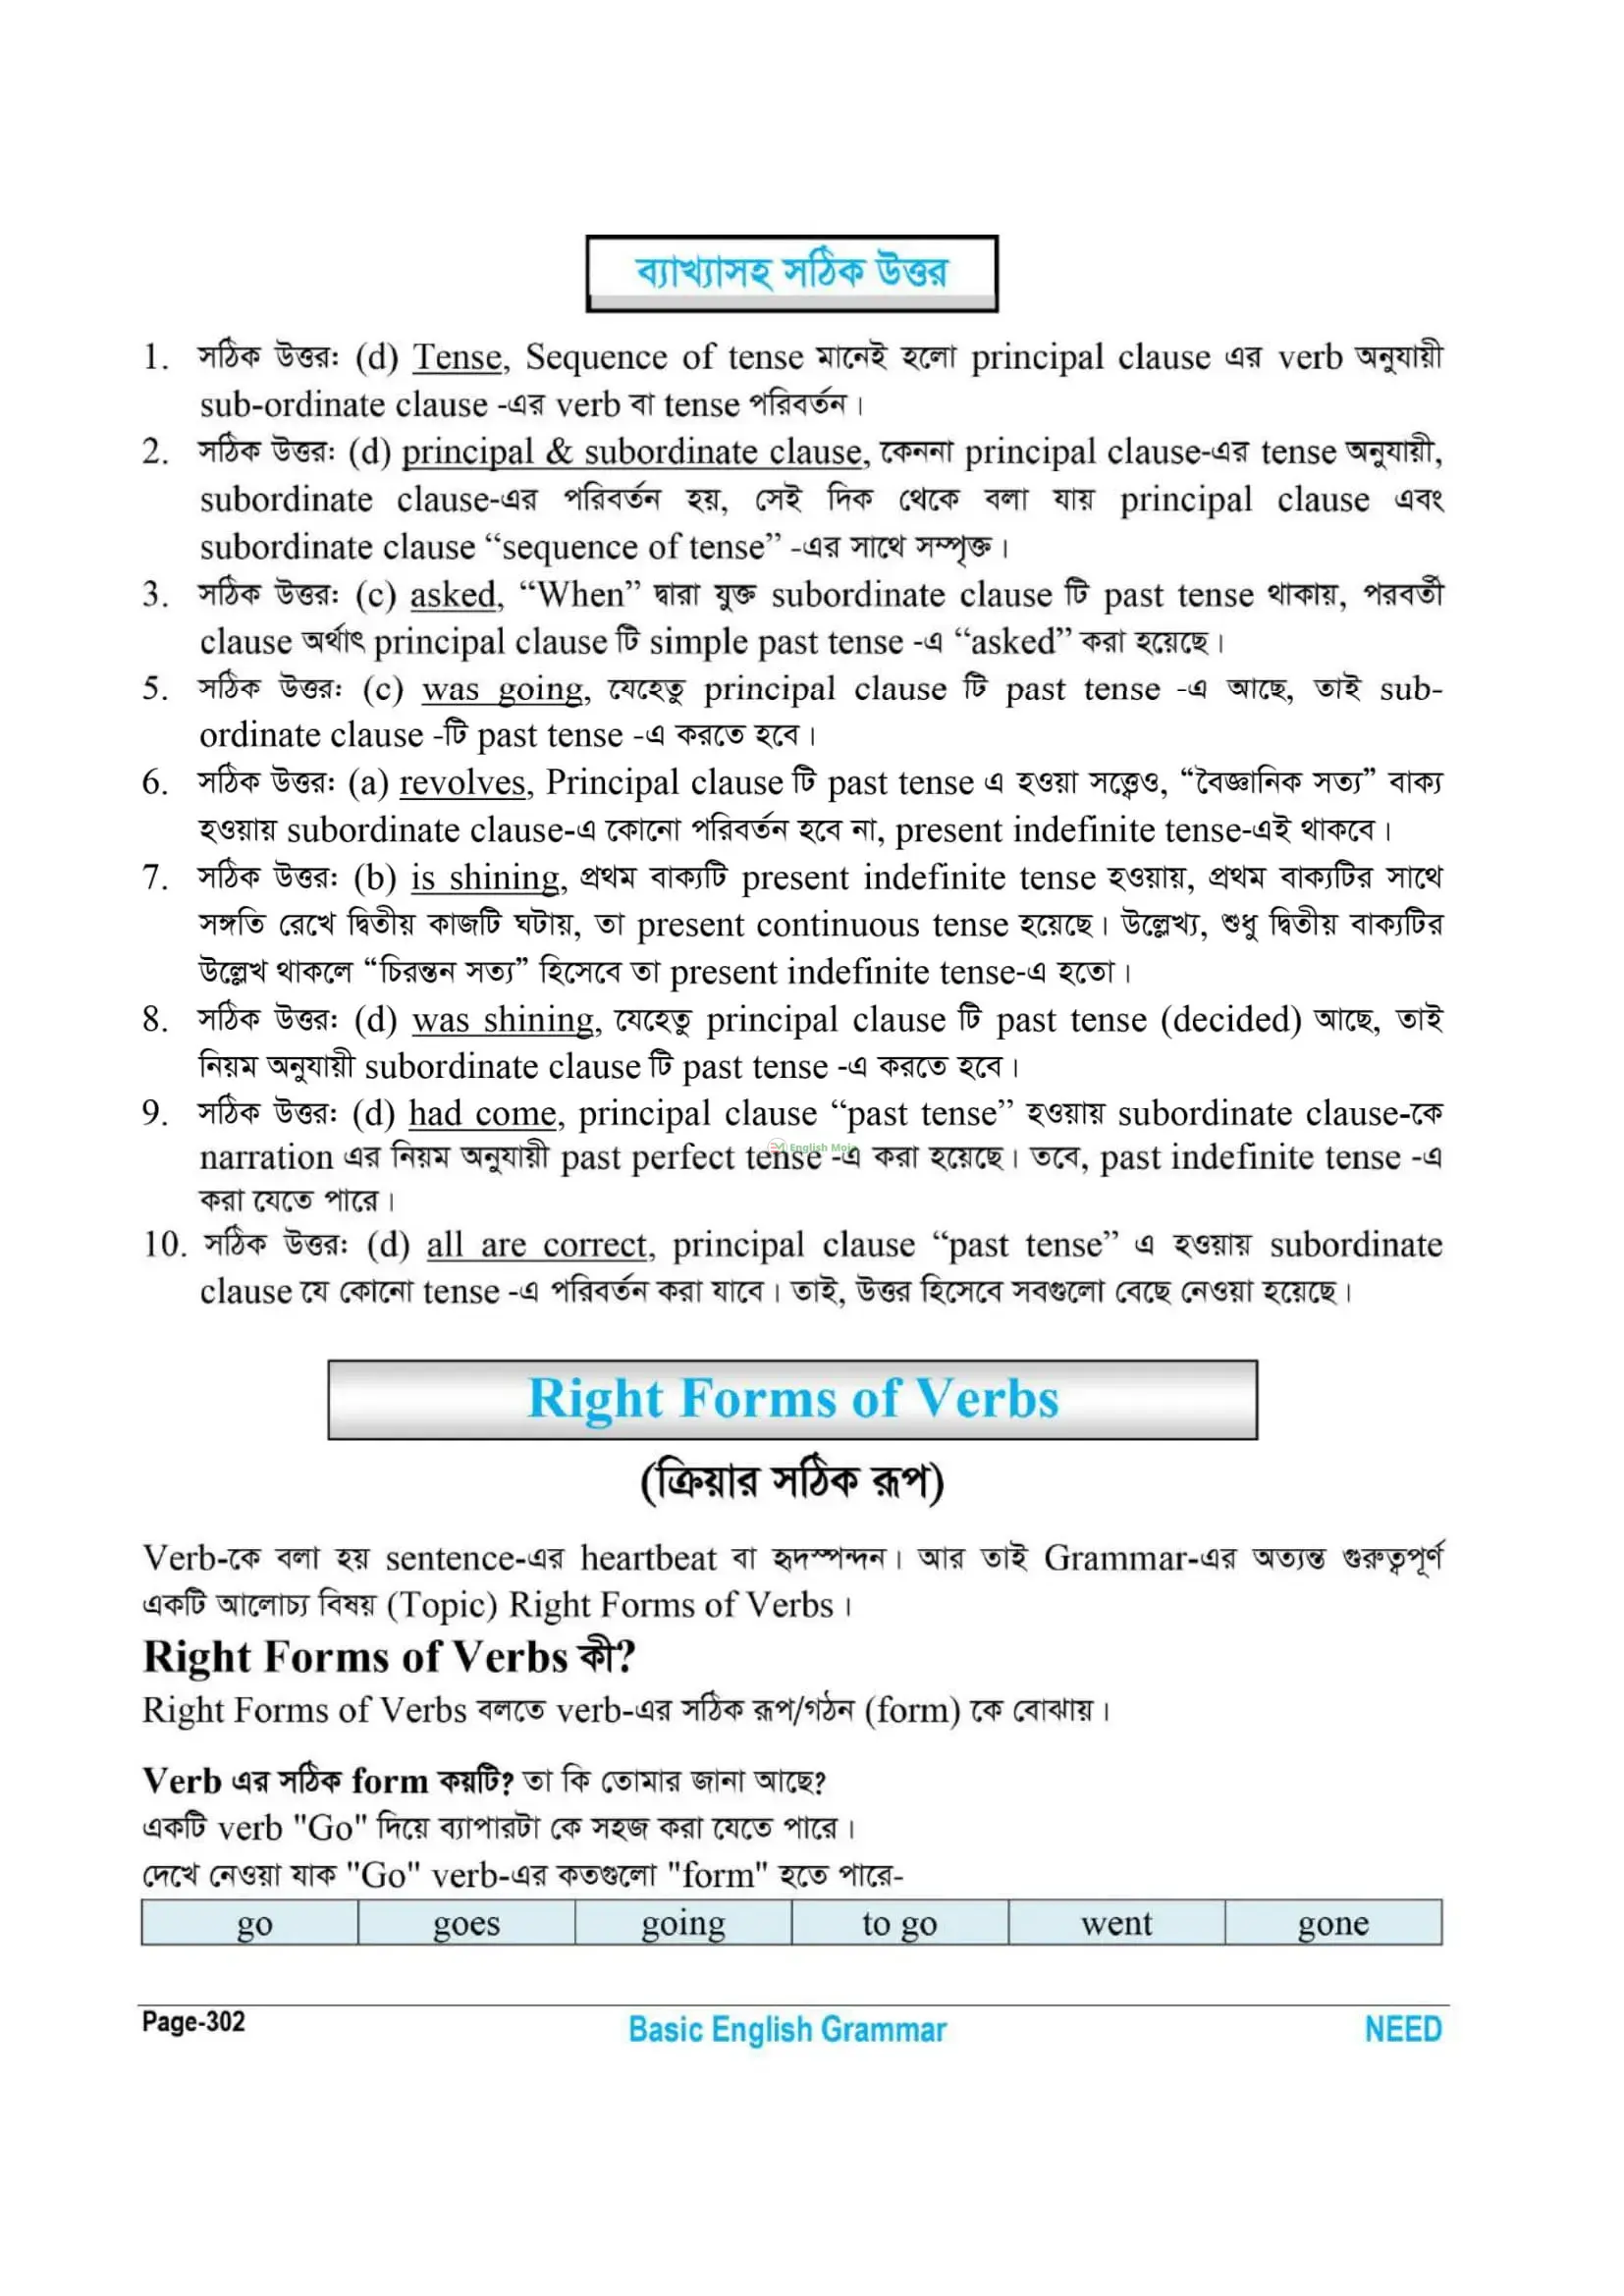 ব্যাখ্যাসহ সঠিক উত্তর
1. সঠিক উত্তরঃ (d) Tense, Sequence of tense মানেই হলো principal clause এর verb অনুযায়ী
sub-ordinate clause -এর verb বা tense পরিবর্তন।
2. সঠিক উত্তরঃ (d) principal & subordinate clause, কেননা principal clause-এর tense অনুযায়ী,
subordinate clause-এর পরিবর্তন হয়, সেই দিক থেকে বলা যায় principal clause এবং
subordinate clause “sequence of tense” -এর সাথে সম্পৃক্ত।
3. সঠিক উত্তরঃ (c) asked, “When” দ্বারা যুক্ত subordinate clause টি past tense থাকায়, পরবর্তী
clause অর্থাৎ principal clause টি simple past tense -এ “asked” করা হয়েছে।
5. সঠিক উত্তরঃ (c) was going, যেহেতু principal clause টি past tense -এ আছে, তাই sub-
ordinate clause -টি past tense -এ করতে হবে।
6. সঠিক উত্তরঃ (a) revolves, Principal clause টি past tense এ হওয়া সত্ত্বেও, “বৈজ্ঞানিক সত্য” বাক্য
হওয়ায় subordinate clause-এ কোনো পরিবর্তন হবে না, present indefinite tense-এই থাকবে।
7. সঠিক উত্তরঃ (b) is shining, প্রথম বাক্যটি present indefinite tense হওয়ায়, প্রথম বাক্যটির সাথে
সঙ্গতি রেখে দ্বিতীয় কাজটি ঘটায়, তা present continuous tense হয়েছে। উল্লেখ্য, শুধু দ্বিতীয় বাক্যটির
উল্লেখ থাকলে “চিরন্তন সত্য” হিসেবে তা present indefinite tense-এ হতো।
8. সঠিক উত্তরঃ (d) was shining, যেহেতু principal clause টি past tense (decided) আছে, তাই
নিয়ম অনুযায়ী subordinate clause টি past tense -এ করতে হবে।
9. সঠিক উত্তরঃ (d) had come, principal clause “past tense” হওয়ায় subordinate clause-কে
narration এর নিয়ম অনুযায়ী past perfect tense -এ করা হয়েছে। তবে, past indefinite tense -এ
English Moja
করা যেতে পারে।
10. সঠিক উত্তরঃ (d) all are correct, principal clause “past tense” এ হওয়ায় subordinate
clause যে কোনো tense -এ পরিবর্তন করা যাবে। তাই, উত্তর হিসেবে সবগুলো বেছে নেওয়া হয়েছে।
Right Forms of Verbs
(ক্রিয়ার সঠিক রূপ)
Verb-কে বলা হয় sentence-এর heartbeat বা হৃদস্পন্দন। আর তাই Grammar-এর অত্যন্ত গুরুত্বপূর্ণ
একটি আলোচ্য বিষয় (Topic) Right Forms of Verbs ।
Right Forms of Verbs কী?
Right Forms of Verbs বলতে verb-এর সঠিক রূপ/গঠন (form) কে বোঝায়।
Verb এর সঠিক form কয়টি? তা কি তোমার জানা আছে?
একটি verb "Go" দিয়ে ব্যাপারটা কে সহজ করা যেতে পারে।
দেখে নেওয়া যাক "Go" verb-এর কতগুলো "form" হতে পারে-
go goes going to go went gone
Page-302 Basic English Grammar NEED